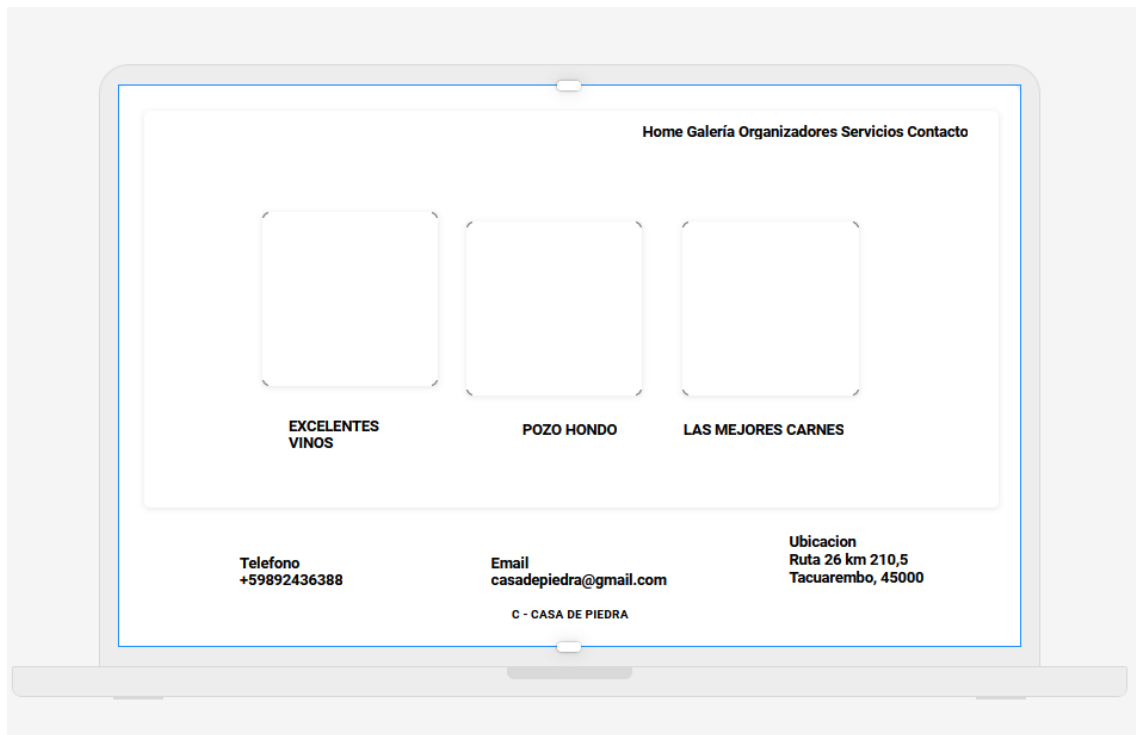 Home Galería Organizadores Servicios Contacto
EXCELENTES
VINOS
POZO HONDO
LAS MEJORES CARNES
Telefono
+59892436388
Email
casadepiedra@gmail.com
Ubicacion
Ruta 26 km 210,5
Tacuarembo, 45000
C - CASA DE PIEDRA